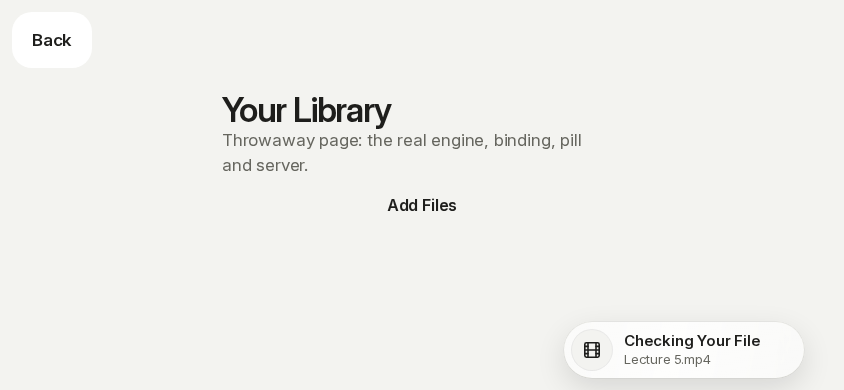 Back
Your Library
Throwaway page: the real engine, binding, pill
and server.
Add Files
Checking Your File
Lecture 5.mp4